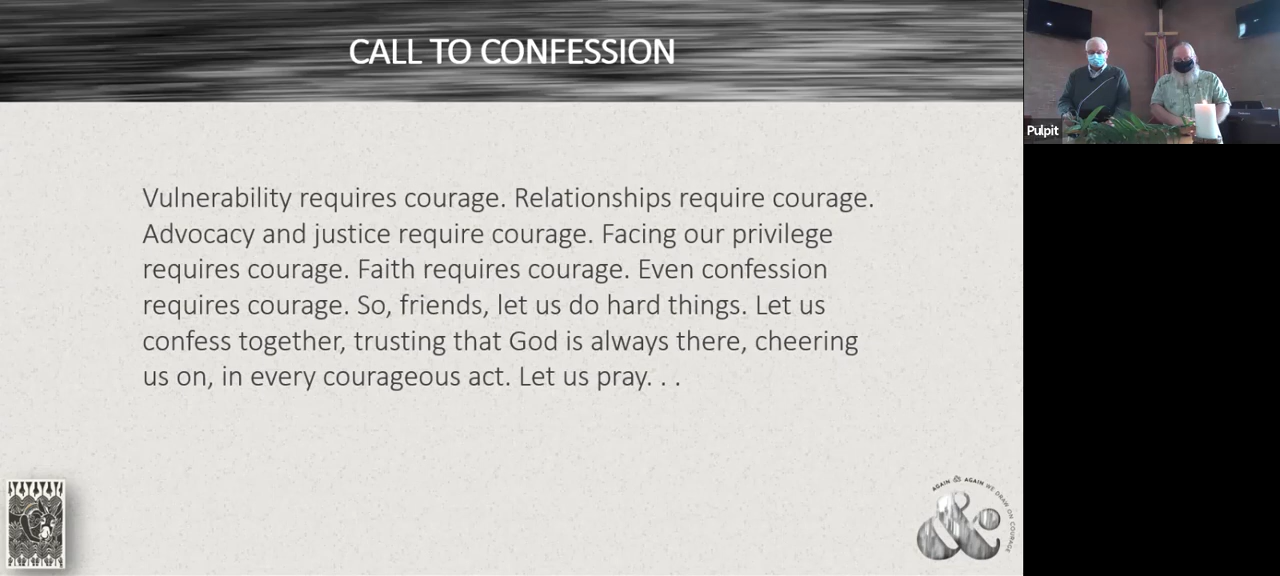 CALL TO CONFESSION
Vulnerability requires courage. Relationships require courage.
Advocacy and justice require courage. Facing our privilege
requires courage. Faith requires courage. Even confession
requires courage. So, friends, let us do hard things. Let us
confess together, trusting that God is always there, cheering
us on, in every courageous act. Let us pray. . .
AGAIN & AGAIN WE DRAW ON COURAGE
&
Pulpit